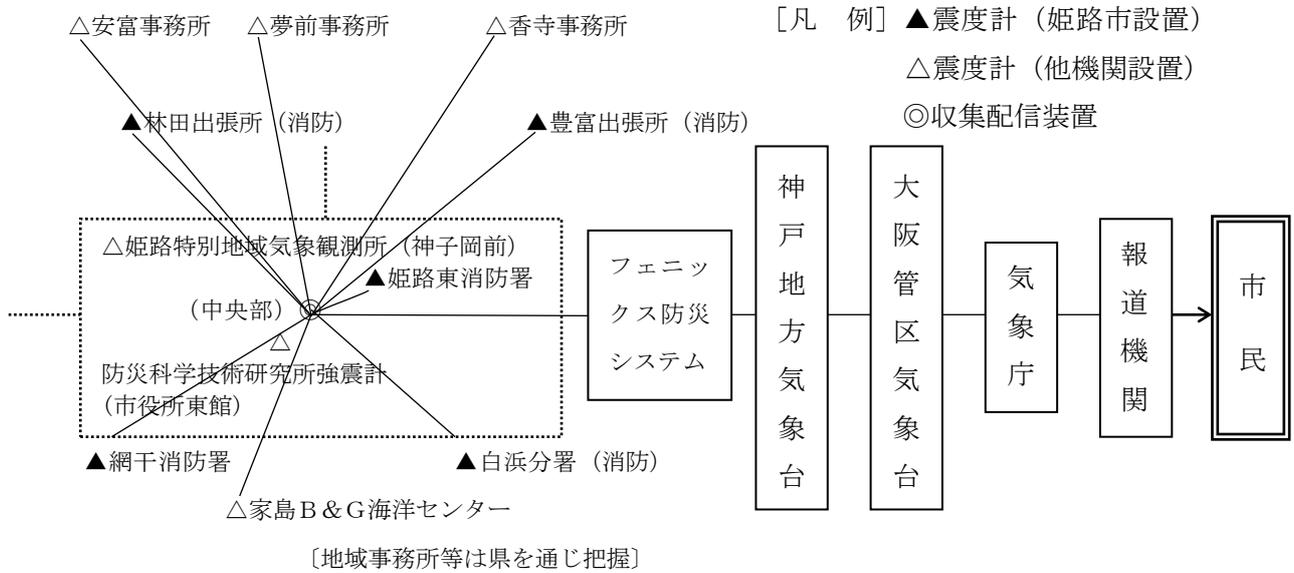 △安富事務所
△夢前事務所
△香寺事務所
［凡　例］▲震度計（姫路市設置）
△震度計（他機関設置）
◎収集配信装置
▲林田出張所（消防）
▲豊富出張所（消防）
△姫路特別地域気象観測所（神子岡前）
▲姫路東消防署
（中央部）◎
△
防災科学技術研究所強震計
（市役所東館）
▲網干消防署
▲白浜分署（消防）
△家島Ｂ＆Ｇ海洋センター
〔地域事務所等は県を通じ把握〕
フェニッ
クス防災
システム
神戸地方気象台
大阪管区気象台
気象庁
報道機関
市民